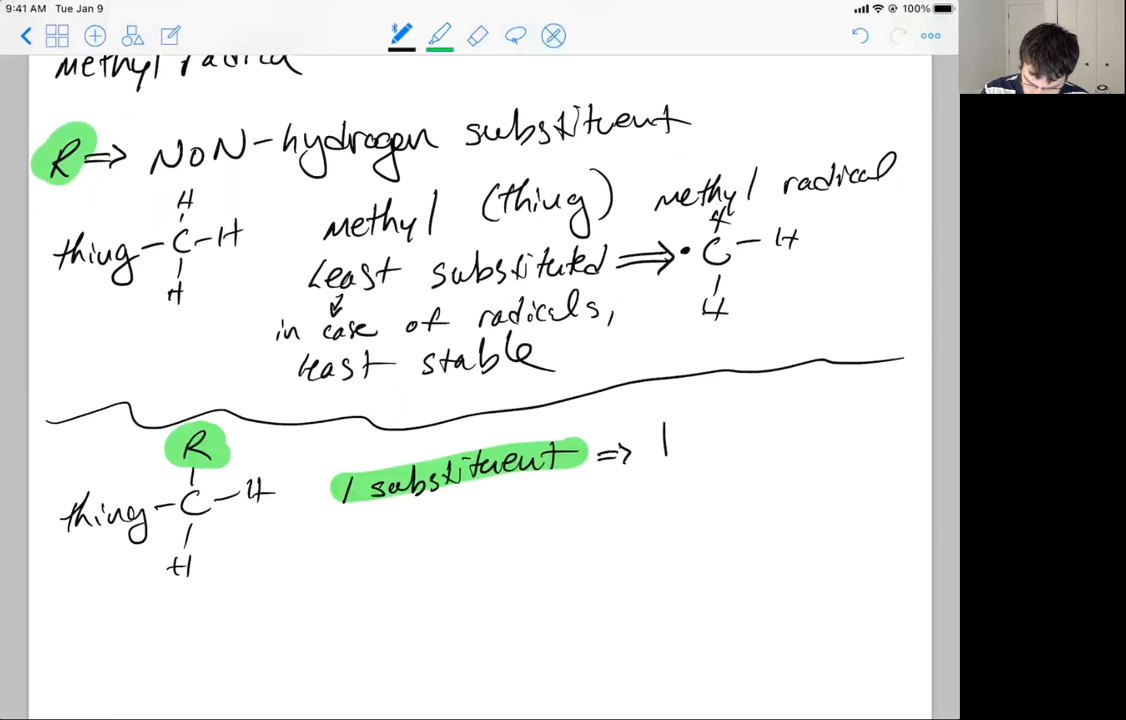 9:41 AM Tue Jan 9
100%
methyl radica
R => NoN-hydrogen substituent
H
thing-C-H
H
methyl (thing)
Least substituted =>
in case of radicals,
least stable
methyl radical
H
•C-H
H
R
thing-C-H
H
1 substituent => 1